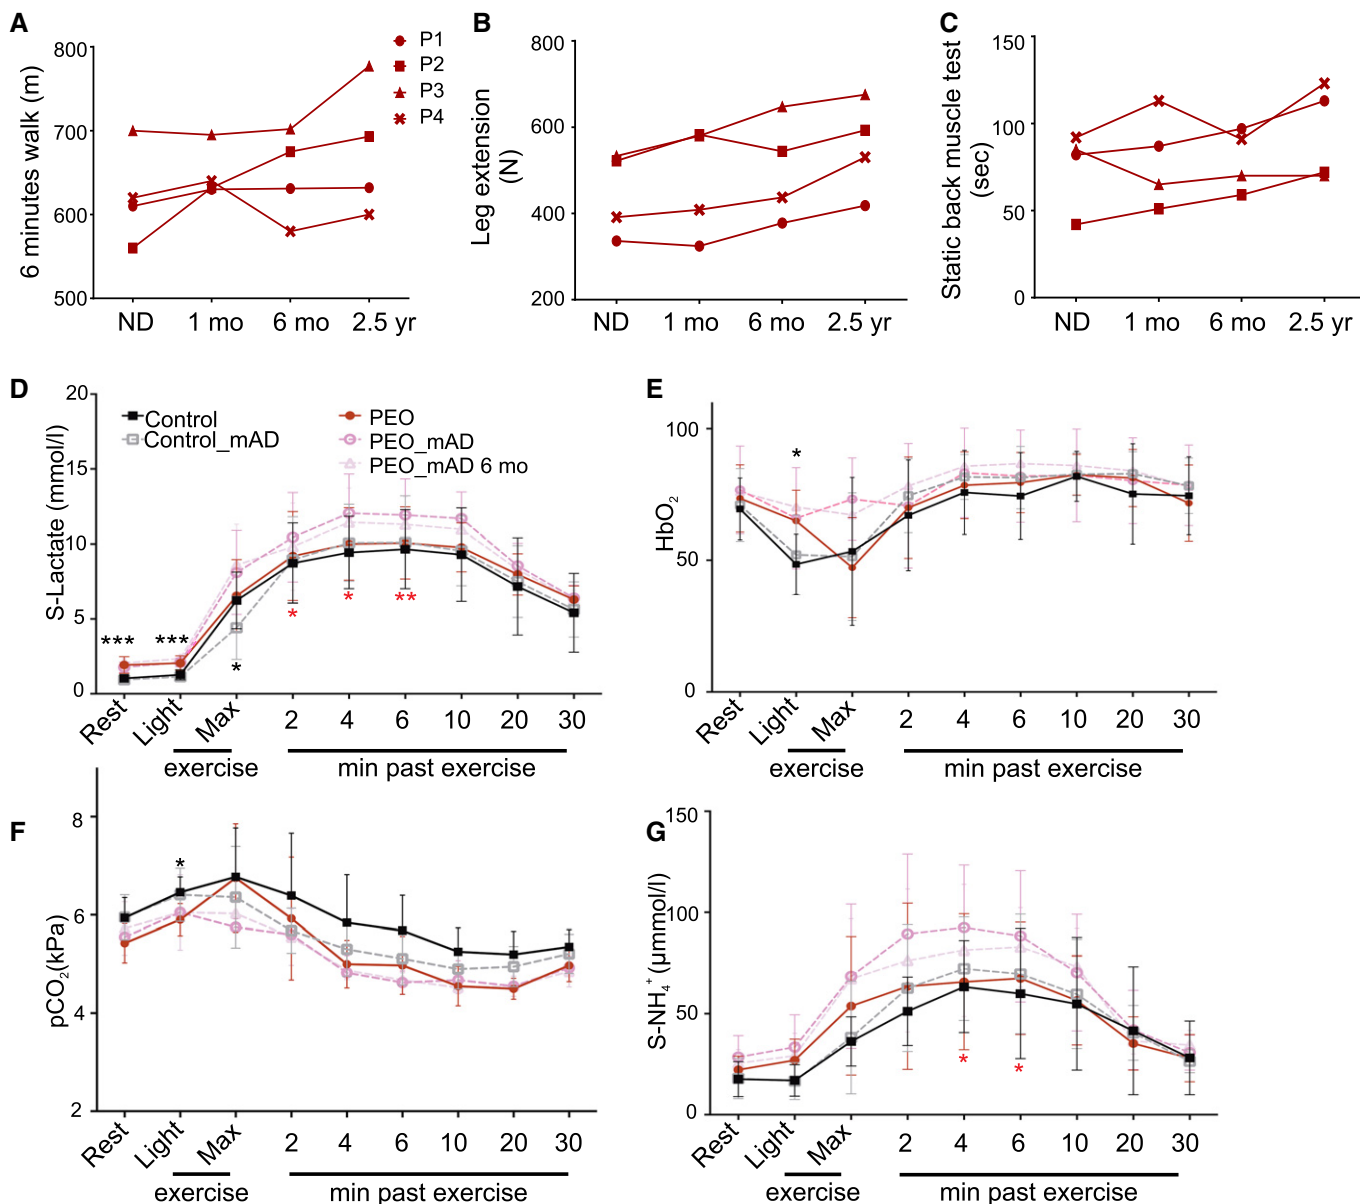 A
6 minutes walk (m)
800
700
600
500
ND 1 mo 6 mo 2.5 yr
P1
P2
P3
P4
B
Leg extension
(N)
800
600
400
200
ND 1 mo 6 mo 2.5 yr
C
Static back muscle test
(sec)
150
100
50
0
ND 1 mo 6 mo 2.5 yr
D
S-Lactate (mmol/l)
20
15
10
5
0
Control
Control_mAD
PEO
PEO_mAD
PEO_mAD 6 mo
*** *** * * * **
Rest Light Max 2 4 6 10 20 30
exercise min past exercise
E
HbO₂
100
50
0
*
Rest Light Max 2 4 6 10 20 30
exercise min past exercise
F
pCO₂(kPa)
8
6
4
2
*
Rest Light Max 2 4 6 10 20 30
exercise min past exercise
G
S-NH₄⁺ (µmmol/l)
150
100
50
0
* *
Rest Light Max 2 4 6 10 20 30
exercise min past exercise